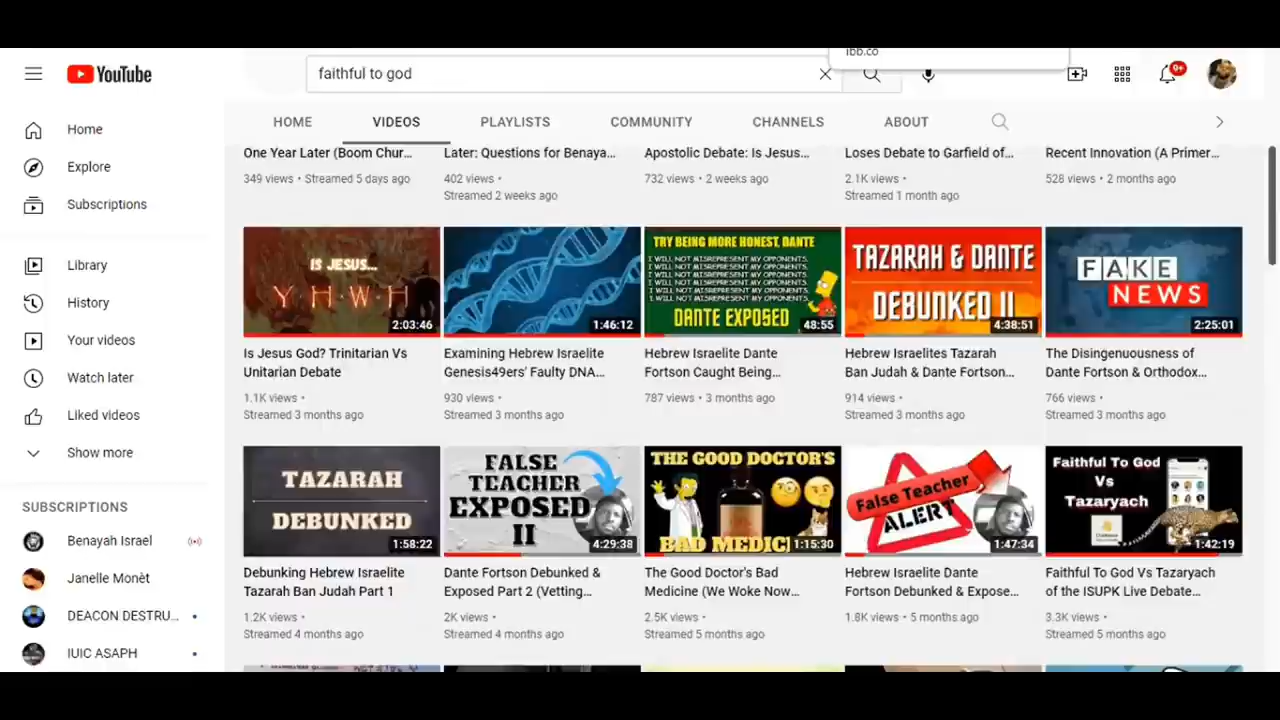 ibb.co
YouTube
faithful to god
9+
HOME VIDEOS PLAYLISTS COMMUNITY CHANNELS ABOUT
Home
Explore
Subscriptions
Library
History
Your videos
Watch later
Liked videos
Show more
SUBSCRIPTIONS
Benayah Israel
Janelle Monèt
DEACON DESTRU...
IUIC ASAPH
One Year Later (Boom Chur...
349 views • Streamed 5 days ago
Later: Questions for Benaya...
402 views •
Streamed 2 weeks ago
Apostolic Debate: Is Jesus...
732 views • 2 weeks ago
Loses Debate to Garfield of...
2.1K views •
Streamed 1 month ago
Recent Innovation (A Primer...
528 views • 2 months ago
IS JESUS...
Y H W H
2:03:46
Is Jesus God? Trinitarian Vs
Unitarian Debate
1.1K views •
Streamed 3 months ago
1:46:12
Examining Hebrew Israelite
Genesis49ers' Faulty DNA...
930 views •
Streamed 3 months ago
TRY BEING MORE HONEST, DANTE
I WILL NOT MISREPRESENT MY OPPONENTS.
I WILL NOT MISREPRESENT MY OPPONENTS.
I WILL NOT MISREPRESENT MY OPPONENTS.
I WILL NOT MISREPRESENT MY OPPONENTS.
I WILL NOT MISREPRESENT MY OPPONENTS.
I WILL NOT MISREPRESENT MY OPPONENTS.
DANTE EXPOSED
48:55
Hebrew Israelite Dante
Fortson Caught Being...
787 views • 3 months ago
TAZARAH & DANTE
DEBUNKED II
4:38:51
Hebrew Israelites Tazarah
Ban Judah & Dante Fortson...
914 views •
Streamed 3 months ago
FAKE
NEWS
2:25:01
The Disingenuousness of
Dante Fortson & Orthodox...
766 views •
Streamed 3 months ago
TAZARAH
DEBUNKED
1:58:22
Debunking Hebrew Israelite
Tazarah Ban Judah Part 1
1.2K views •
Streamed 4 months ago
FALSE
TEACHER
EXPOSED
II
4:29:38
Dante Fortson Debunked &
Exposed Part 2 (Vetting...
2K views •
Streamed 4 months ago
THE GOOD DOCTOR'S
BAD MEDICI
1:15:30
The Good Doctor's Bad
Medicine (We Woke Now...
2.5K views •
Streamed 5 months ago
False Teacher
ALERT
1:47:34
Hebrew Israelite Dante
Fortson Debunked & Expose...
1.8K views • 5 months ago
Faithful To God
Vs
Tazaryach
1:42:19
Faithful To God Vs Tazaryach
of the ISUPK Live Debate...
3.3K views •
Streamed 5 months ago